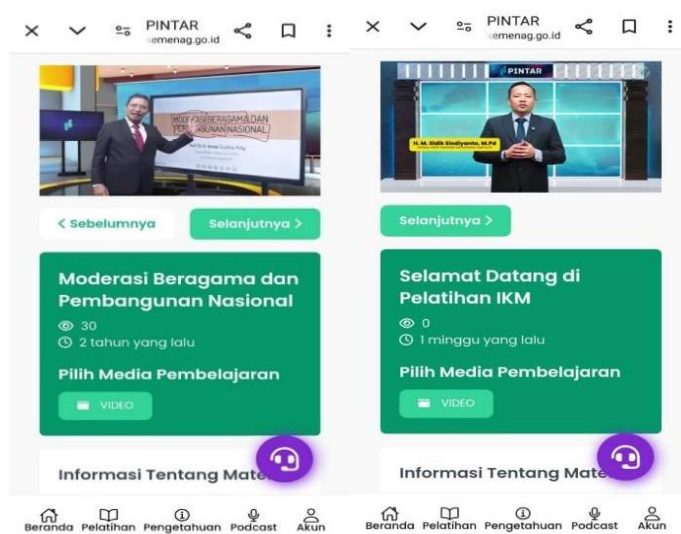 PINTAR
kemenag.go.id
MODERASI BERAGAMA DAN
PEMBANGUNAN NASIONAL
< Sebelumnya
Selanjutnya >
Moderasi Beragama dan
Pembangunan Nasional
30
2 tahun yang lalu
Pilih Media Pembelajaran
VIDEO
Informasi Tentang Mate
Beranda Pelatihan Pengetahuan Podcast Akun
PINTAR
kemenag.go.id
PINTAR
H. M. Sidik Sisdiyanto, M.Pd
Selanjutnya >
Selamat Datang di
Pelatihan IKM
0
1 minggu yang lalu
Pilih Media Pembelajaran
VIDEO
Informasi Tentang Mate
Beranda Pelatihan Pengetahuan Podcast Akun